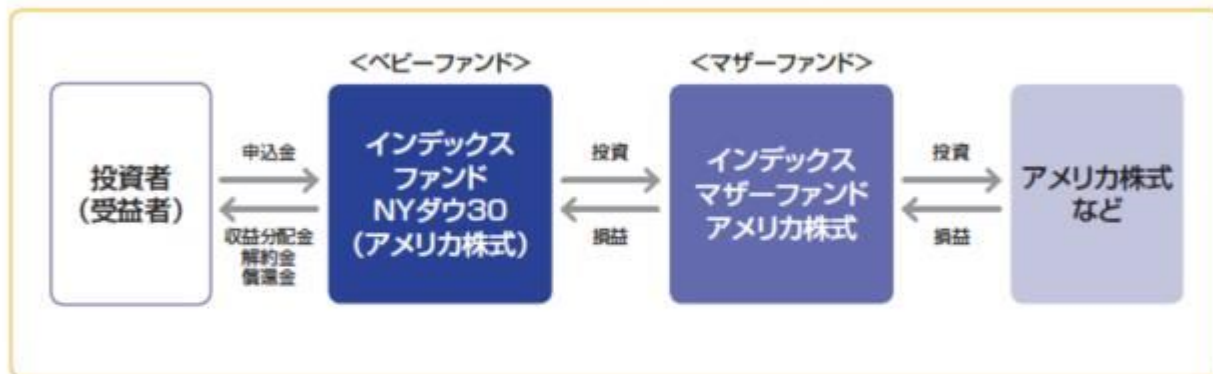 <ベビーファンド>
<マザーファンド>
投資者
(受益者)
申込金
収益分配金
解約金
償還金
インデックス
ファンド
NYダウ30
(アメリカ株式)
投資
損益
インデックス
マザーファンド
アメリカ株式
投資
損益
アメリカ株式
など